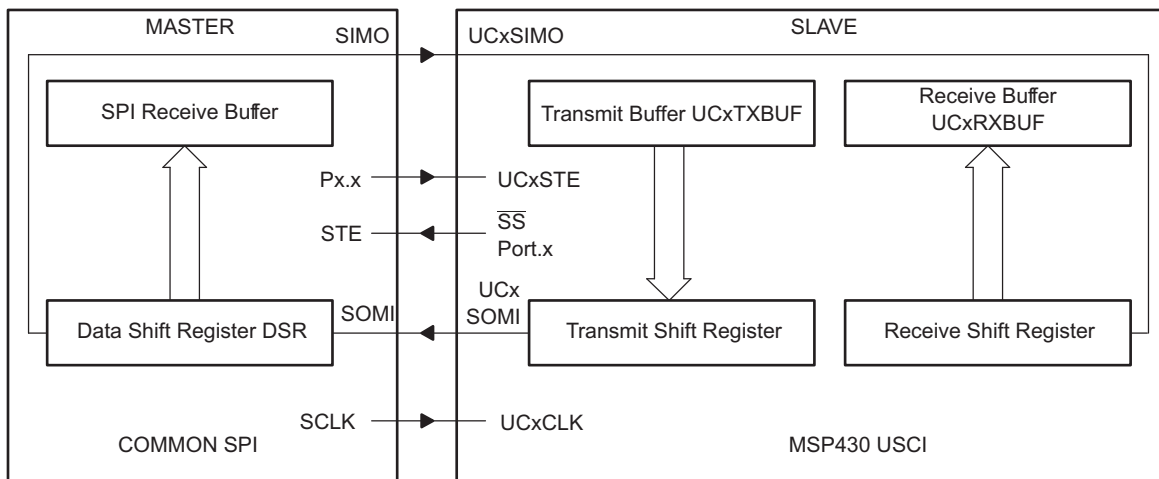 MASTER
SIMO
SPI Receive Buffer
Px.x
STE
SOMI
Data Shift Register DSR
SCLK
COMMON SPI
SLAVE
UCxSIMO
Transmit Buffer UCxTXBUF
Receive Buffer
UCxRXBUF
UCxSTE
SS
Port.x
UCx
SOMI
Transmit Shift Register
Receive Shift Register
UCxCLK
MSP430 USCI